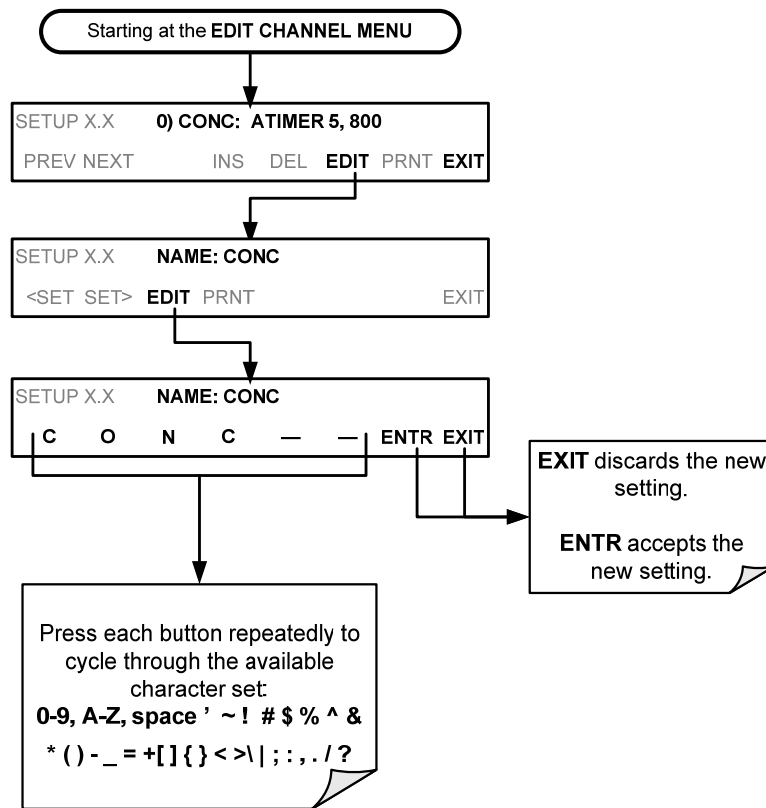 Starting at the EDIT CHANNEL MENU
SETUP X.X 0) CONC: ATIMER 5, 800
PREV NEXT INS DEL EDIT PRNT EXIT
SETUP X.X NAME: CONC
<SET SET> EDIT PRNT EXIT
SETUP X.X NAME: CONC
C O N C — — ENTR EXIT
EXIT discards the new
setting.
ENTR accepts the
new setting.
Press each button repeatedly to
cycle through the available
character set:
0-9, A-Z, space ’ ~ ! # $ % ^ &
* ( ) - _ = +[ ] { } < >\ | ; : , . / ?